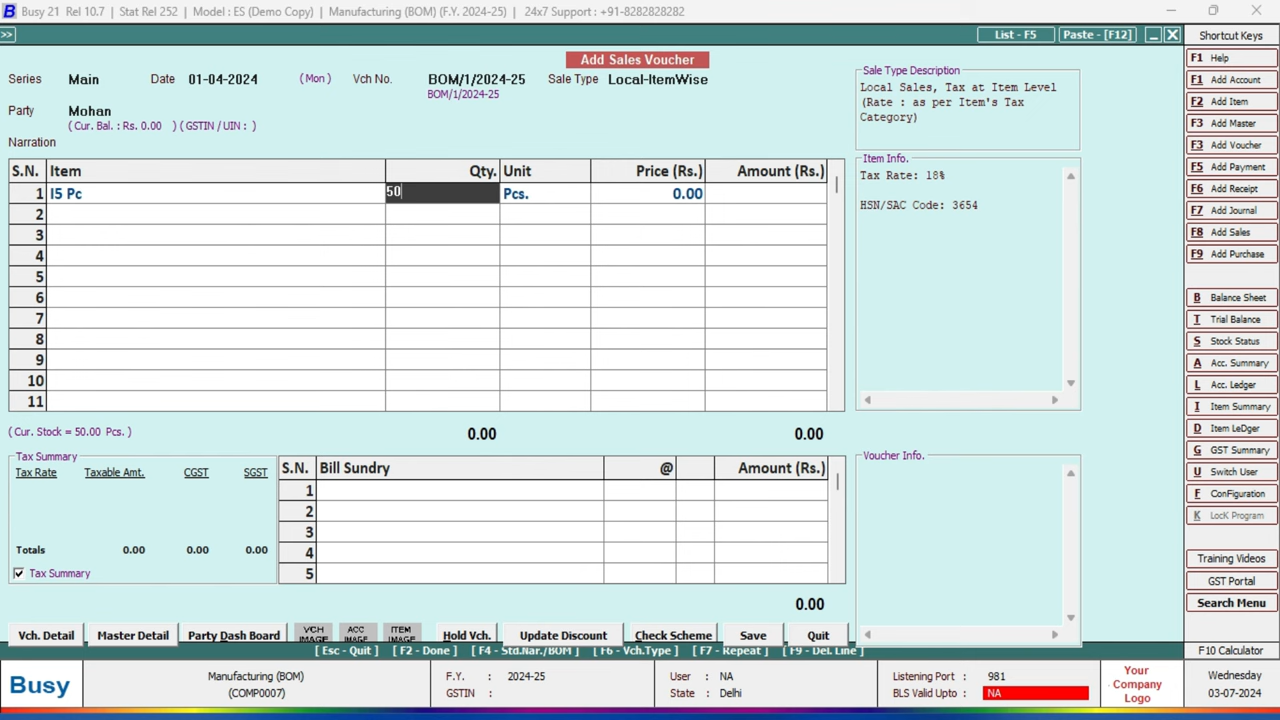 Busy 21 Rel 10.7 | Stat Rel 252 | Model : ES (Demo Copy) | Manufacturing (BOM) (F.Y. 2024-25) | 24x7 Support : +91-8282828282
>> List - F5 Paste - [F12] Shortcut Keys
Add Sales Voucher
Series Main Date 01-04-2024 (Mon) Vch No. BOM/1/2024-25 Sale Type Local-ItemWise
BOM/1/2024-25
Party Mohan
(Cur. Bal. : Rs. 0.00 ) ( GSTIN / UIN : )
Narration
S.N. Item Qty. Unit Price (Rs.) Amount (Rs.)
1 I5 Pc 50 Pcs. 0.00
2
3
4
5
6
7
8
9
10
11
( Cur. Stock = 50.00 Pcs. ) 0.00 0.00
Sale Type Description
Local Sales, Tax at Item Level
(Rate : as per Item's Tax
Category)
Item Info.
Tax Rate: 18%
HSN/SAC Code: 3654
Tax Summary
Tax Rate Taxable Amt. CGST SGST
Totals 0.00 0.00 0.00
Tax Summary
S.N. Bill Sundry @ Amount (Rs.)
1
2
3
4
5
0.00
Voucher Info.
Vch. Detail Master Detail Party Dash Board VCH IMAGE ACC IMAGE ITEM IMAGE Hold Vch. Update Discount Check Scheme Save Quit
[ Esc - Quit ] [ F2 - Done ] [ F4 - Std.Nar./BOM ] [ F6 - Vch.Type ] [ F7 - Repeat ] [ F9 - Del. Line ]
F1 Help
F1 Add Account
F2 Add Item
F3 Add Master
F3 Add Voucher
F5 Add Payment
F6 Add Receipt
F7 Add Journal
F8 Add Sales
F9 Add Purchase
B Balance Sheet
T Trial Balance
S Stock Status
A Acc. Summary
L Acc. Ledger
I Item Summary
D Item LeDger
G GST Summary
U Switch User
F ConFiguration
K LocK Program
Training Videos
GST Portal
Search Menu
F10 Calculator
Busy Manufacturing (BOM) F.Y. : 2024-25 User : NA Listening Port : 981 Your Company Logo Wednesday
(COMP0007) GSTIN : State : Delhi BLS Valid Upto : NA 03-07-2024